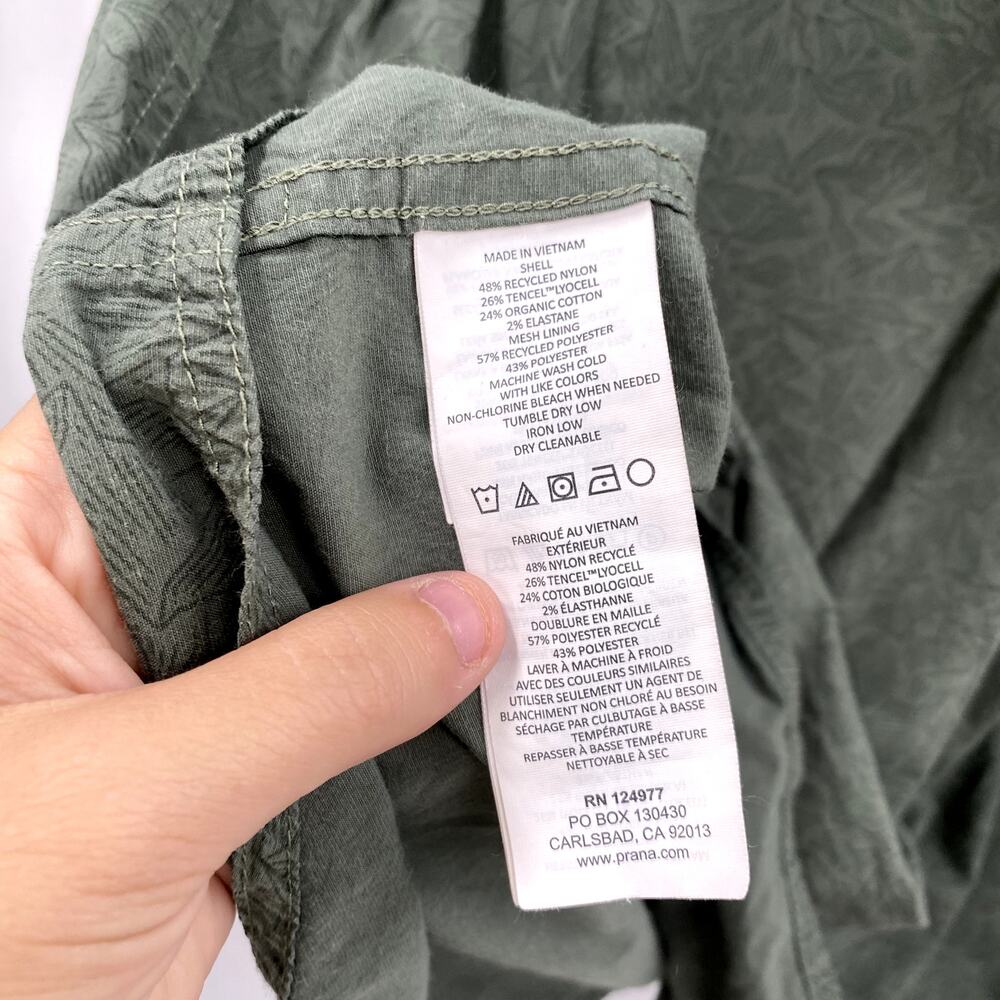 MADE IN VIETNAM
SHELL
48% RECYCLED NYLON
26% TENCEL™LYOCELL
24% ORGANIC COTTON
2% ELASTANE
MESH LINING
57% RECYCLED POLYESTER
43% POLYESTER
MACHINE WASH COLD
WITH LIKE COLORS
NON-CHLORINE BLEACH WHEN NEEDED
TUMBLE DRY LOW
IRON LOW
DRY CLEANABLE
FABRIQUÉ AU VIETNAM
EXTÉRIEUR
48% NYLON RECYCLÉ
26% TENCEL™LYOCELL
24% COTON BIOLOGIQUE
2% ÉLASTHANNE
DOUBLURE EN MAILLE
57% POLYESTER RECYCLÉ
43% POLYESTER
LAVER À MACHINE À FROID
AVEC DES COULEURS SIMILAIRES
UTILISER SEULEMENT UN AGENT DE
BLANCHIMENT NON CHLORÉ AU BESOIN
SÉCHAGE PAR CULBUTAGE À BASSE
TEMPÉRATURE
REPASSER À BASSE TEMPÉRATURE
NETTOYABLE À SEC
RN 124977
PO BOX 130430
CARLSBAD, CA 92013
www.prana.com